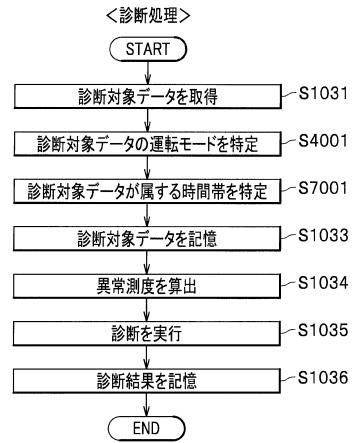 ＜診断処理＞
START
診断対象データを取得 S1031
診断対象データの運転モードを特定 S4001
診断対象データが属する時間帯を特定 S7001
診断対象データを記憶 S1033
異常測度を算出 S1034
診断を実行 S1035
診断結果を記憶 S1036
END